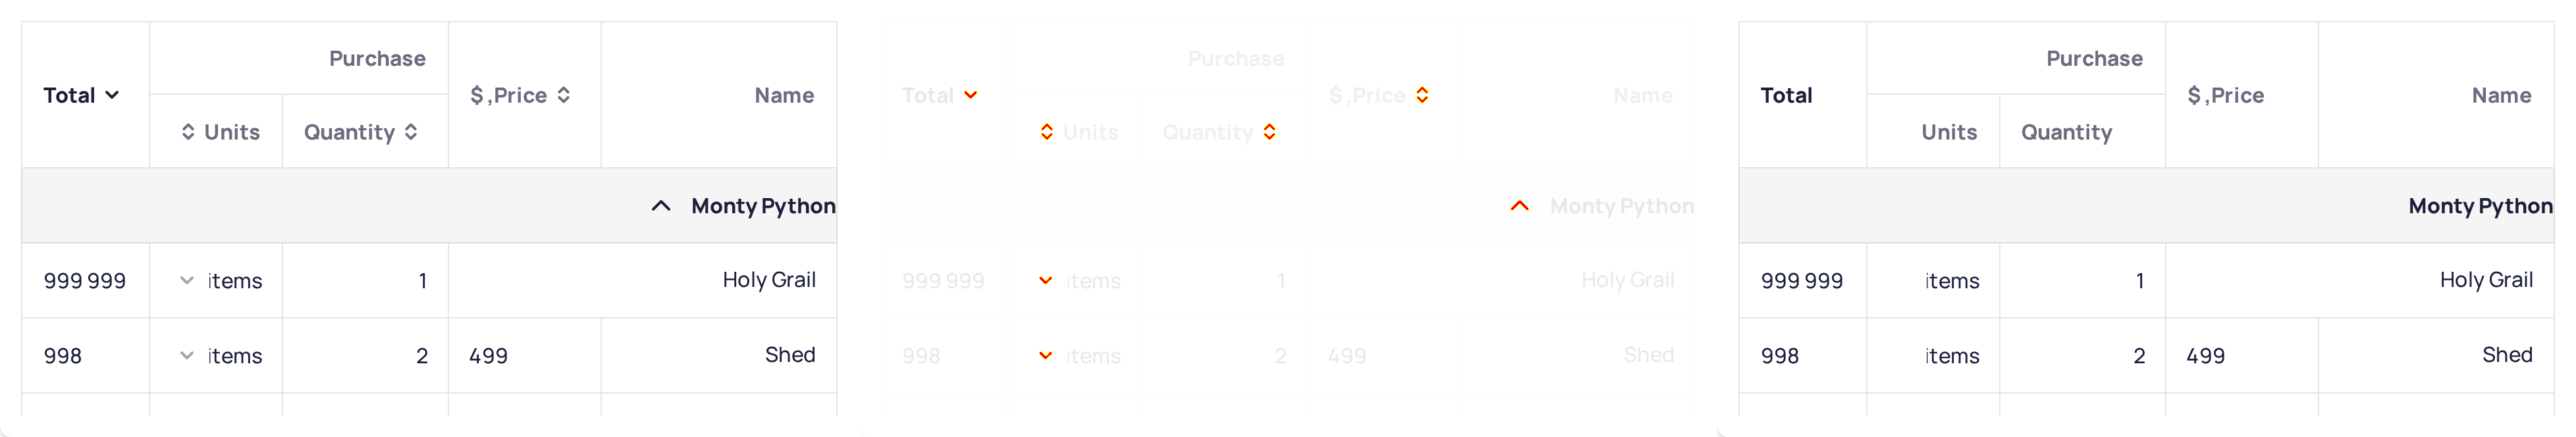 Purchase
Total $ ,Price Name
Units Quantity
Monty Python
999 999 items 1 Holy Grail
998 items 2 499 Shed
Purchase
Total $ ,Price Name
Units Quantity
Monty Python
999 999 items 1 Holy Grail
998 items 2 499 Shed
Purchase
Total $ ,Price Name
Units Quantity
Monty Python
999 999 items 1 Holy Grail
998 items 2 499 Shed